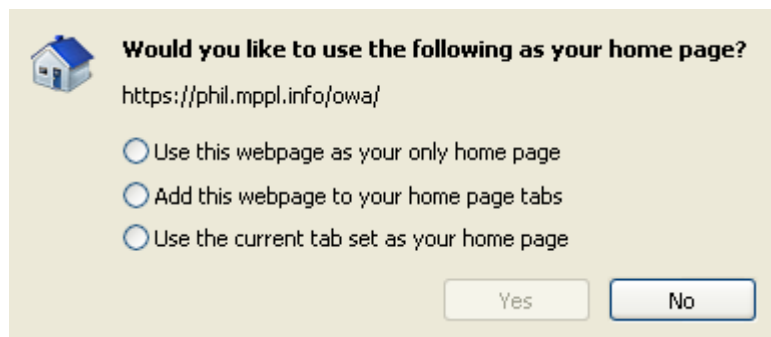 Would you like to use the following as your home page?
https://phil.mppl.info/owa/
Use this webpage as your only home page
Add this webpage to your home page tabs
Use the current tab set as your home page
Yes No